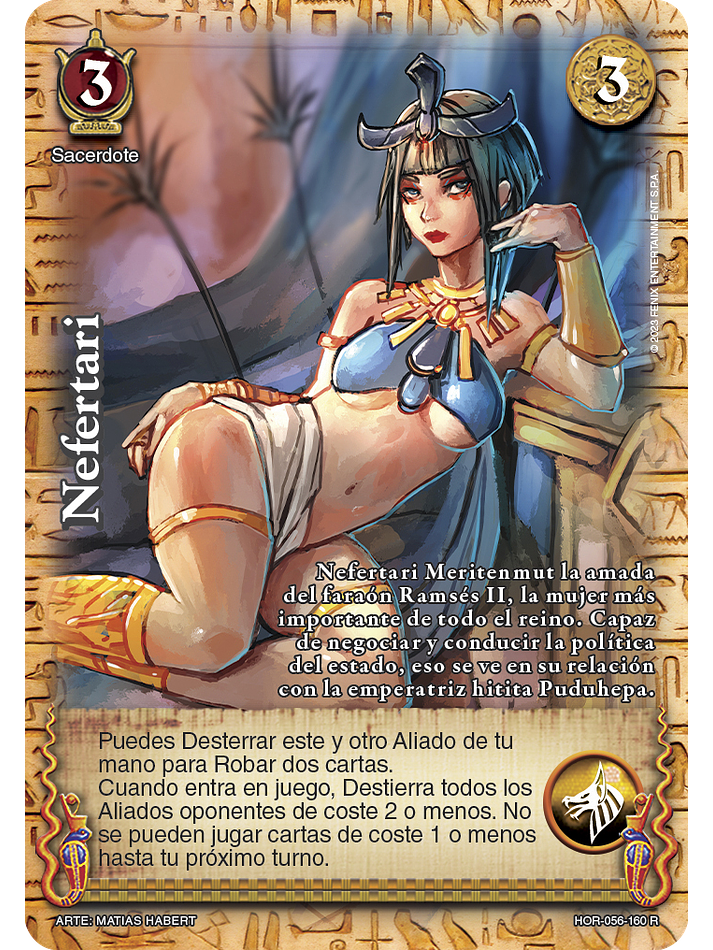 3
3
Sacerdote
© 2023 FENIX ENTERTAINMENT S.P.A.
Nefertari
Nefertari Meritenmut la amada
del faraón Ramsés II, la mujer más
importante de todo el reino. Capaz
de negociar y conducir la política
del estado, eso se ve en su relación
con la emperatriz hitita Puduhepa.
Puedes Desterrar este y otro Aliado de tu
mano para Robar dos cartas.
Cuando entra en juego, Destierra todos los
Aliados oponentes de coste 2 o menos. No
se pueden jugar cartas de coste 1 o menos
hasta tu próximo turno.
ARTE: MATIAS HABERT
HOR-056-160 R